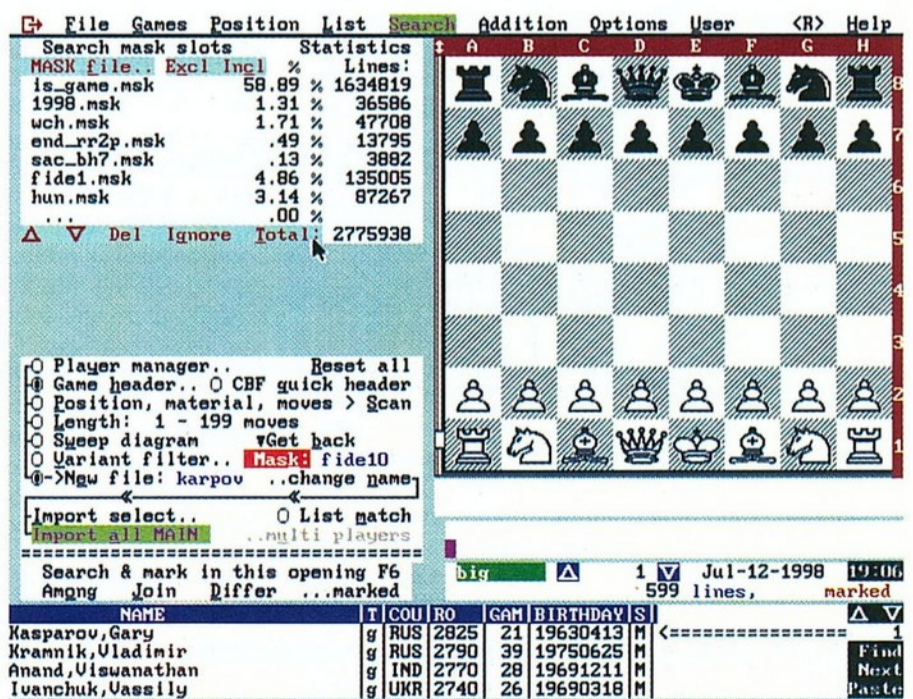 File Games Position List Search Addition Options User <R> Help
Search mask slots Statistics
MASK file.. Excl Incl % Lines:
is_game.msk 58.89 % 1634819
1998.msk 1.31 % 36586
wch.msk 1.71 % 47708
end_rr2p.msk .49 % 13795
sac_bh7.msk .13 % 3882
fide1.msk 4.86 % 135005
hun.msk 3.14 % 87267
... .00 %
Del Ignore Total: 2775938
A B C D E F G H
8
7
6
5
4
3
2
1
Player manager.. Reset all
Game header.. CBF quick header
Position, material, moves > Scan
Length: 1 - 199 moves
Sweep diagram ▼Get back
Variant filter.. Mask: fide10
->New file: karpov ..change name
Import select.. List match
Import all MAIN ..multi players
Search & mark in this opening F6
Among Join Differ ...marked
big 1 Jul-12-1998 19:06
599 lines, marked
NAME T COU RO GAM BIRTHDAY S
Kasparov,Gary g RUS 2825 21 19630413 M <================ 1
Kramnik,Vladimir g RUS 2790 39 19750625 M Find
Anand,Viswanathan g IND 2770 28 19691211 M Next
Ivanchuk,Vassily g UKR 2740 26 19690318 M Paste